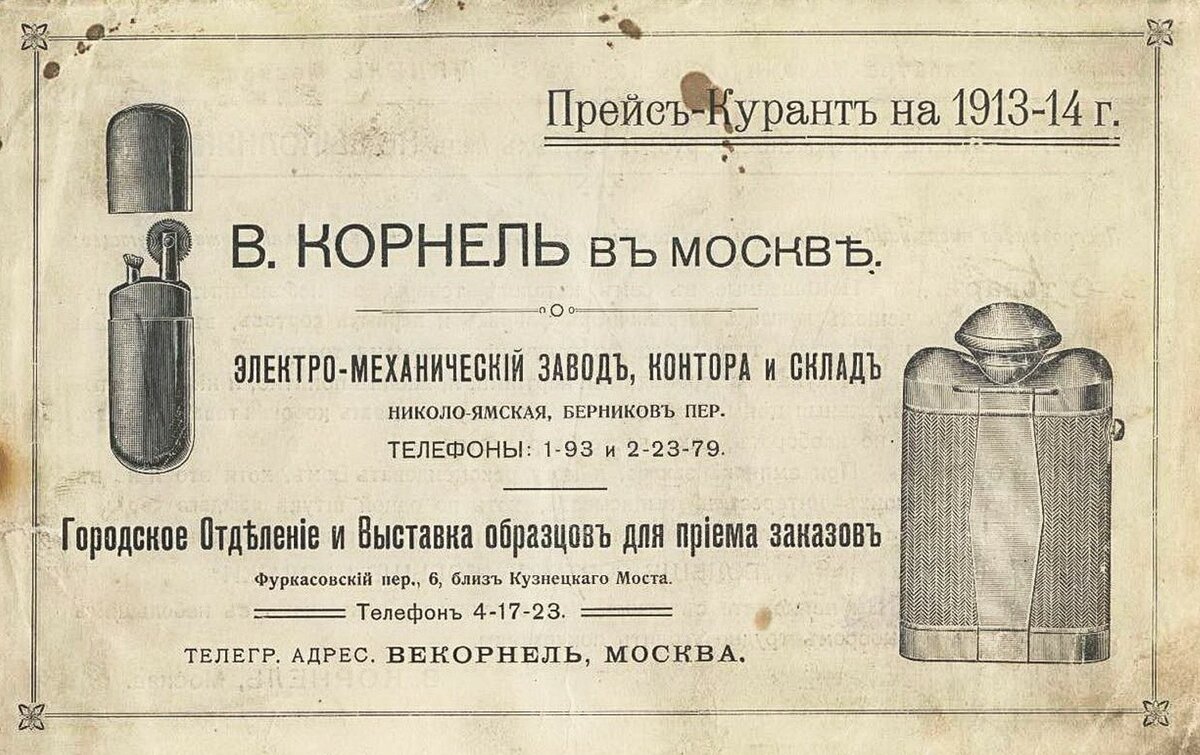 Прейсъ-Курантъ на 1913-14 г.
В. КОРНЕЛЬ въ МОСКВѢ.
ЭЛЕКТРО-МЕХАНИЧЕСКІЙ ЗАВОДЪ, КОНТОРА и СКЛАДЪ
НИКОЛО-ЯМСКАЯ, БЕРНИКОВЪ ПЕР.
ТЕЛЕФОНЫ: 1-93 и 2-23-79.
Городское Отдѣленіе и Выставка образцовъ для пріема заказовъ
Фуркасовскій пер., 6, близъ Кузнецкаго Моста.
Телефонъ 4-17-23.
ТЕЛЕГР. АДРЕС. ВЕКОРНЕЛЬ, МОСКВА.